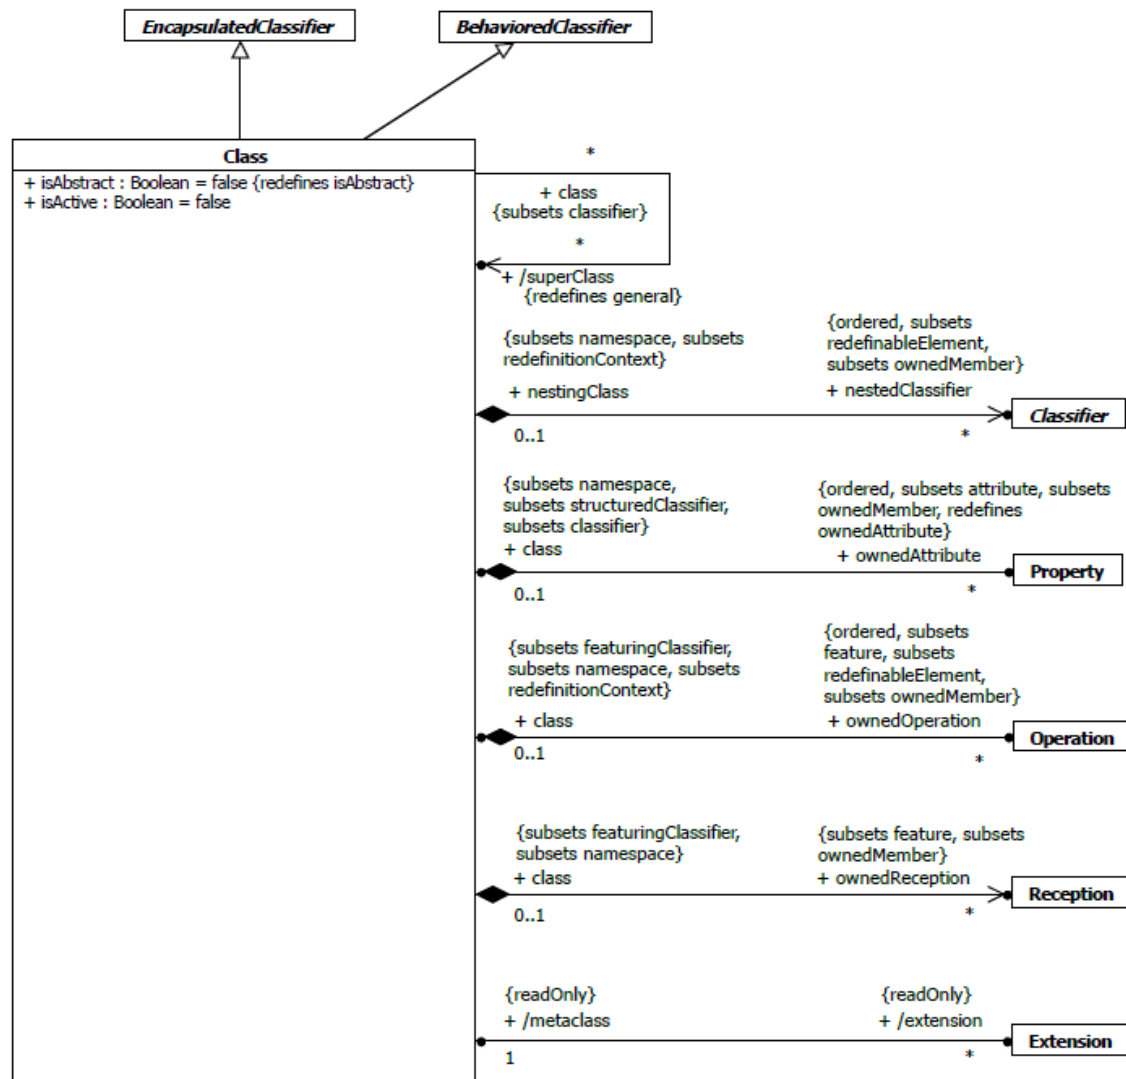 EncapsulatedClassifier
BehavioredClassifier
Class
+ isAbstract : Boolean = false {redefines isAbstract}
+ isActive : Boolean = false
*
+ class
{subsets classifier}
*
+ /superClass
{redefines general}
{subsets namespace, subsets
redefinitionContext}
+ nestingClass
0..1
{ordered, subsets
redefinableElement,
subsets ownedMember}
+ nestedClassifier
*
Classifier
{subsets namespace,
subsets structuredClassifier,
subsets classifier}
+ class
0..1
{ordered, subsets attribute, subsets
ownedMember, redefines
ownedAttribute}
+ ownedAttribute
*
Property
{subsets featuringClassifier,
subsets namespace, subsets
redefinitionContext}
+ class
0..1
{ordered, subsets
feature, subsets
redefinableElement,
subsets ownedMember}
+ ownedOperation
*
Operation
{subsets featuringClassifier,
subsets namespace}
+ class
0..1
{subsets feature, subsets
ownedMember}
+ ownedReception
*
Reception
{readOnly}
+ /metaclass
1
{readOnly}
+ /extension
*
Extension